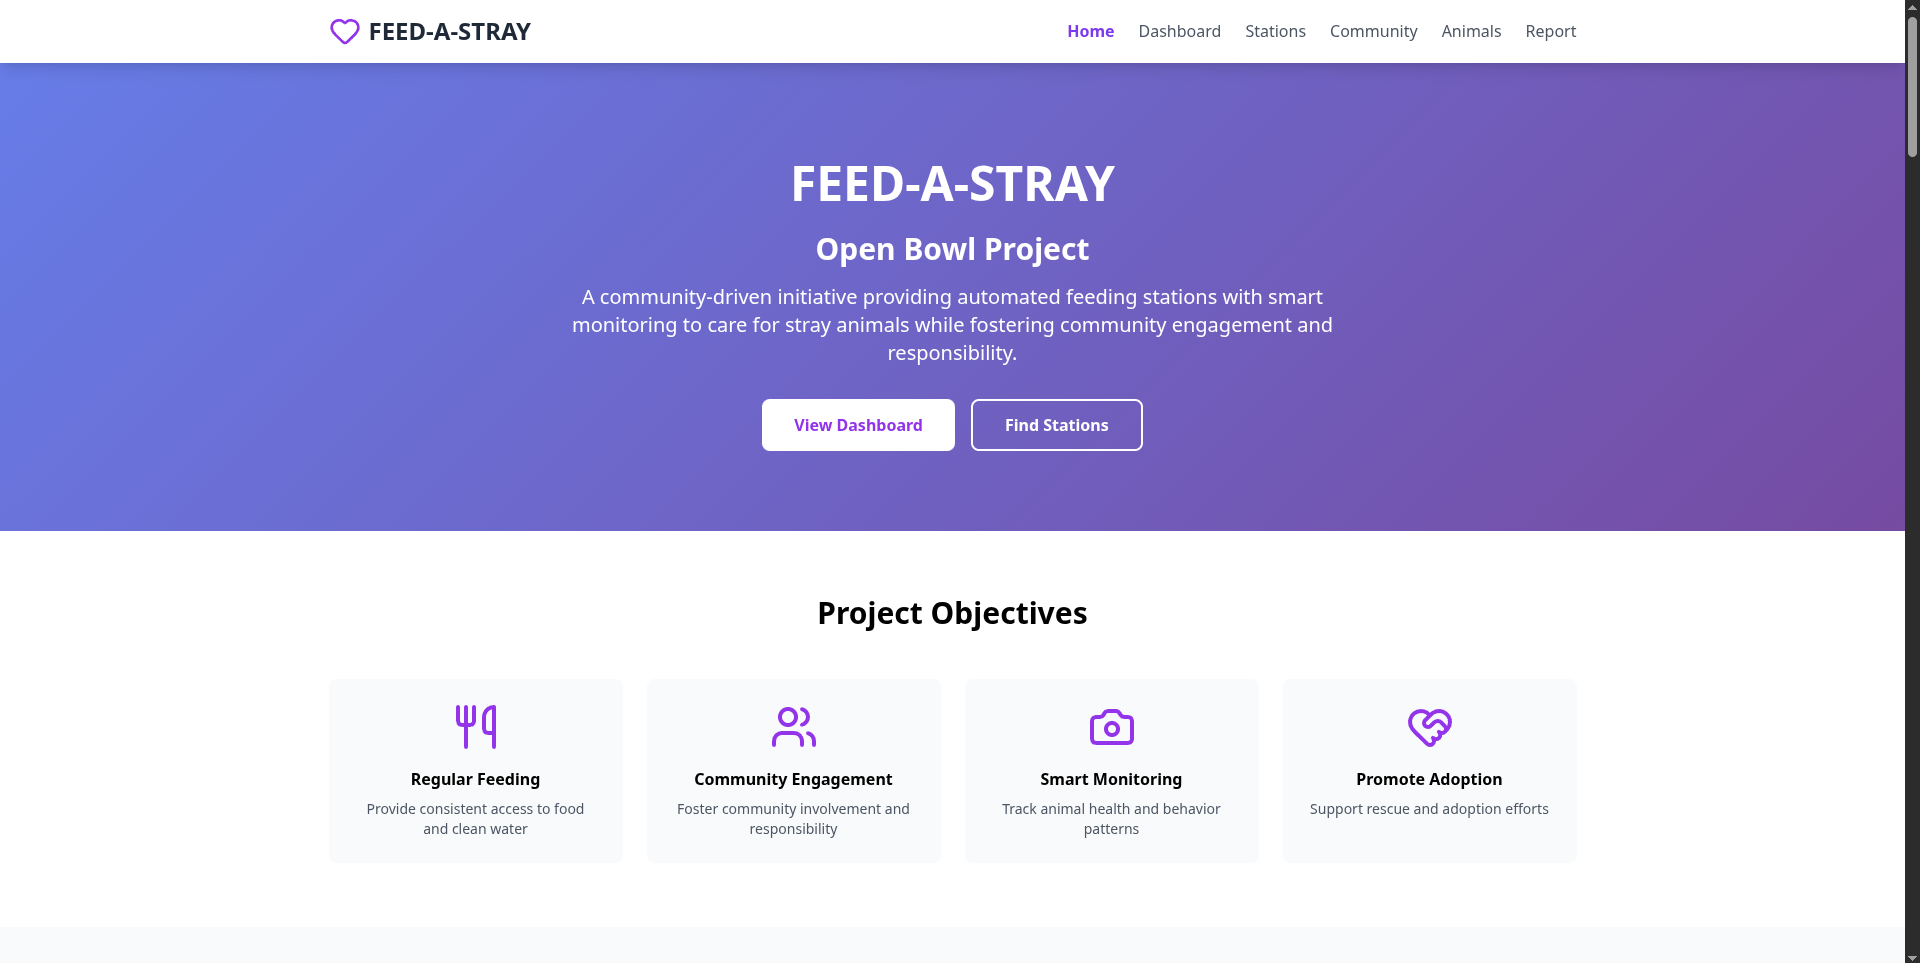 FEED-A-STRAY
Home
Dashboard
Stations
Community
Animals
Report
FEED-A-STRAY
Open Bowl Project
A community-driven initiative providing automated feeding stations with smart
monitoring to care for stray animals while fostering community engagement and
responsibility.
View Dashboard
Find Stations
Project Objectives
Regular Feeding
Provide consistent access to food
and clean water
Community Engagement
Foster community involvement and
responsibility
Smart Monitoring
Track animal health and behavior
patterns
Promote Adoption
Support rescue and adoption efforts